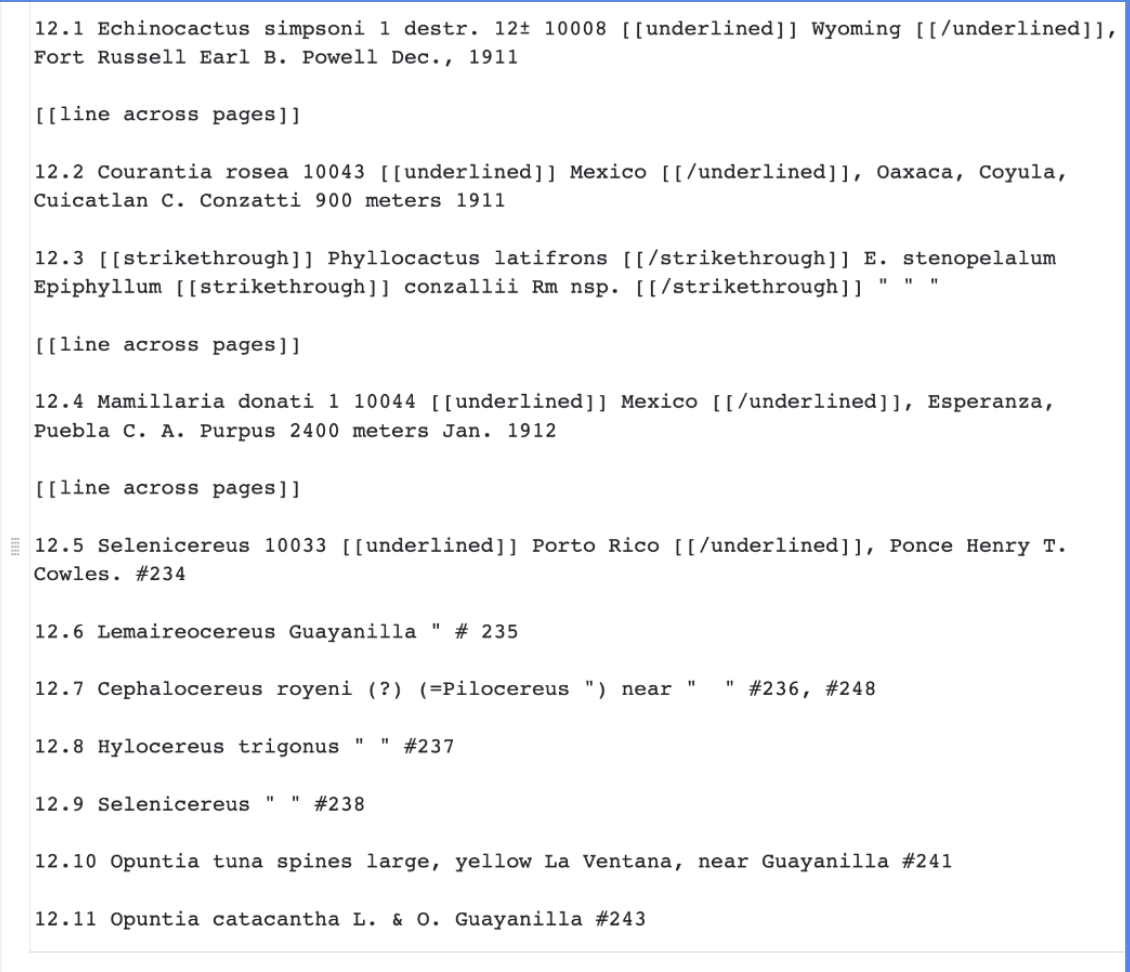 12.1 Echinocactus simpsoni 1 destr. 12± 10008 [[underlined]] Wyoming [[/underlined]],
Fort Russell Earl B. Powell Dec., 1911
[[line across pages]]
12.2 Courantia rosea 10043 [[underlined]] Mexico [[/underlined]], Oaxaca, Coyula,
Cuicatlan C. Conzatti 900 meters 1911
12.3 [[strikethrough]] Phyllocactus latifrons [[/strikethrough]] E. stenopelalum
Epiphyllum [[strikethrough]] conzallii Rm nsp. [[/strikethrough]] " " "
[[line across pages]]
12.4 Mamillaria donati 1 10044 [[underlined]] Mexico [[/underlined]], Esperanza,
Puebla C. A. Purpus 2400 meters Jan. 1912
[[line across pages]]
12.5 Selenicereus 10033 [[underlined]] Porto Rico [[/underlined]], Ponce Henry T.
Cowles. #234
12.6 Lemaireocereus Guayanilla " # 235
12.7 Cephalocereus royeni (?) (=Pilocereus ") near "  " #236, #248
12.8 Hylocereus trigonus " " #237
12.9 Selenicereus " " #238
12.10 Opuntia tuna spines large, yellow La Ventana, near Guayanilla #241
12.11 Opuntia catacantha L. & O. Guayanilla #243